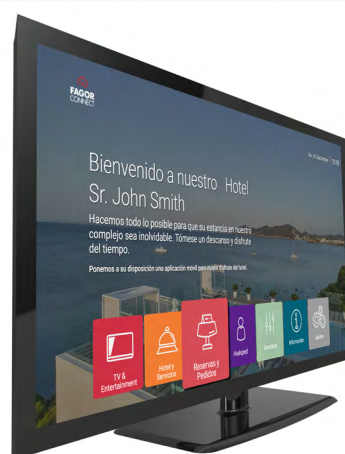 FAGOR
CONNECT
Bienvenido a nuestro Hotel
Sr. John Smith
Hacemos todo lo posible para que su estancia en nuestro
complejo sea inolvidable. Tómese un descanso y disfrute
del tiempo.
Ponemos a su disposición una aplicación móvil para mayor disfrute del hotel.
TV &
Entertainment
Hotel y
Servicios
Reservas y
Pedidos
Huésped
Información